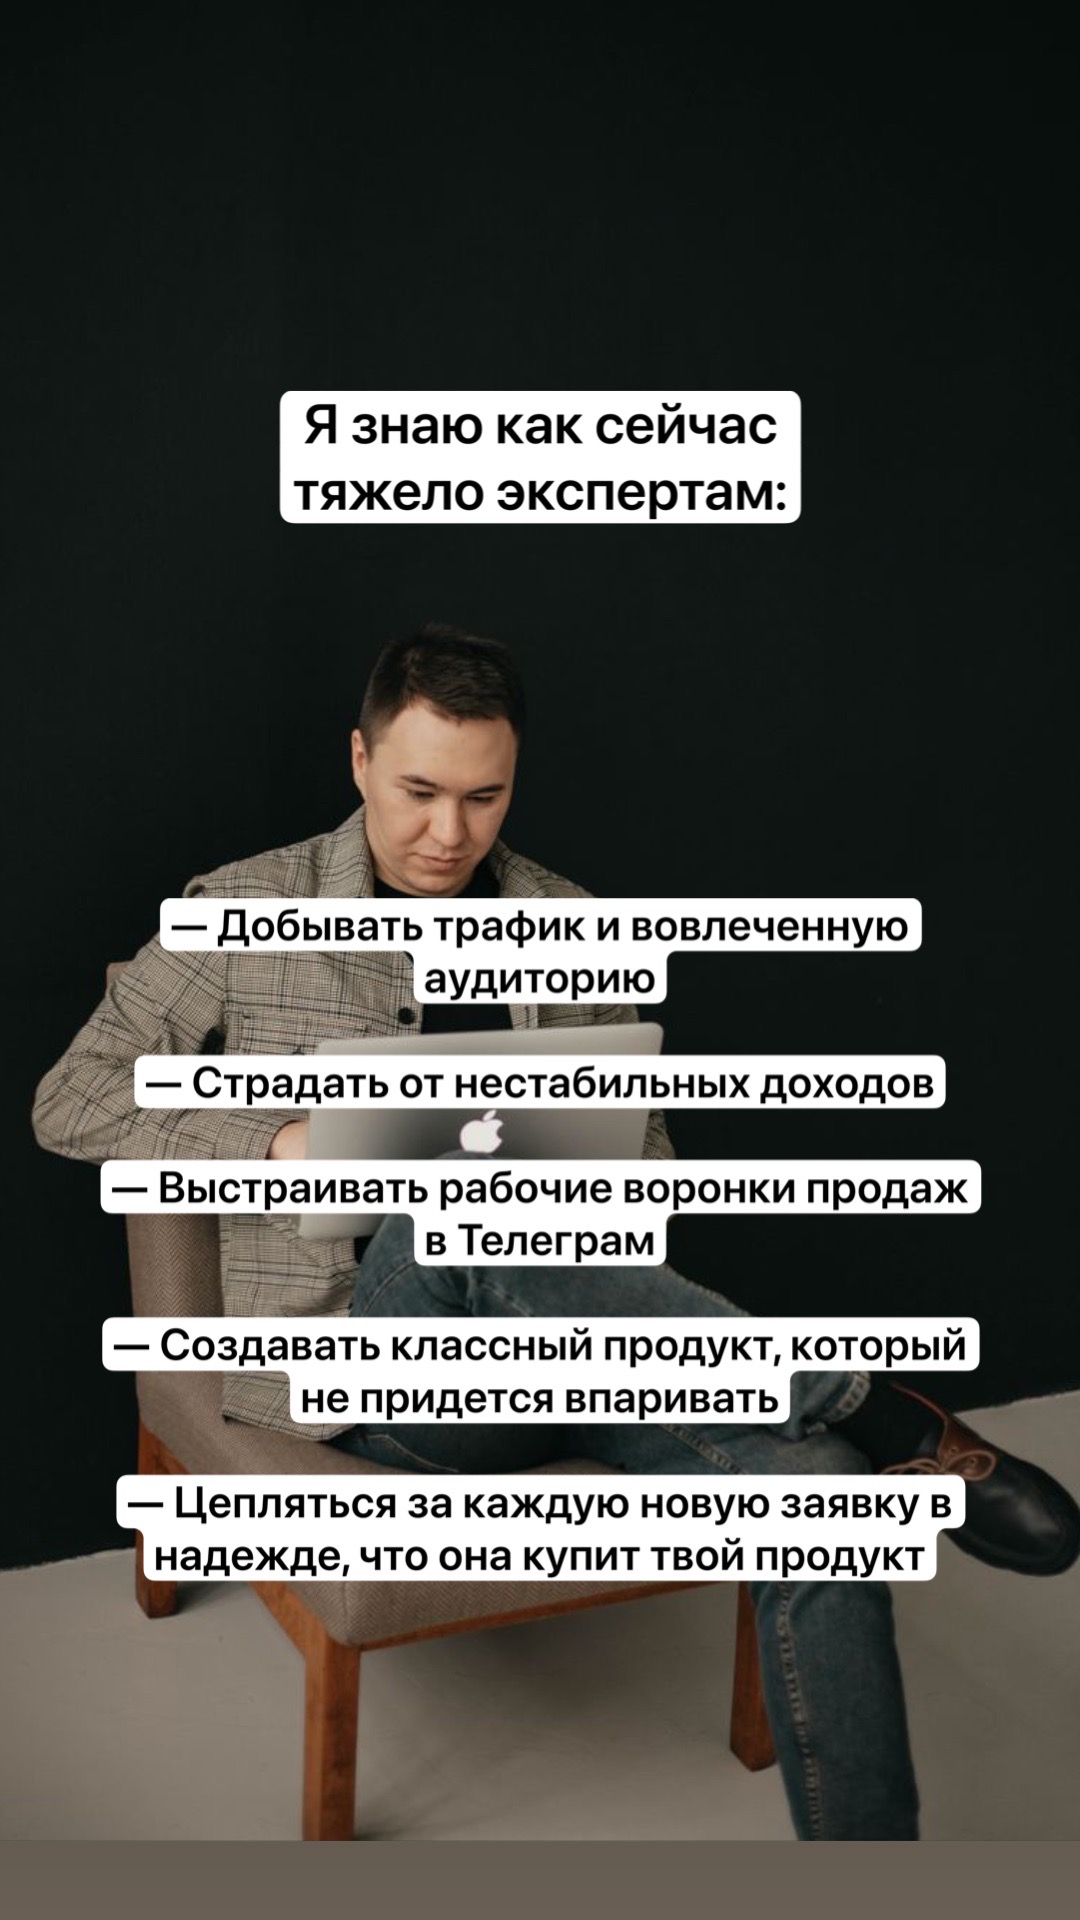 Я знаю как сейчас
тяжело экспертам:
— Добывать трафик и вовлеченную
аудиторию
— Страдать от нестабильных доходов
— Выстраивать рабочие воронки продаж
в Телеграм
— Создавать классный продукт, который
не придется впаривать
— Цепляться за каждую новую заявку в
надежде, что она купит твой продукт